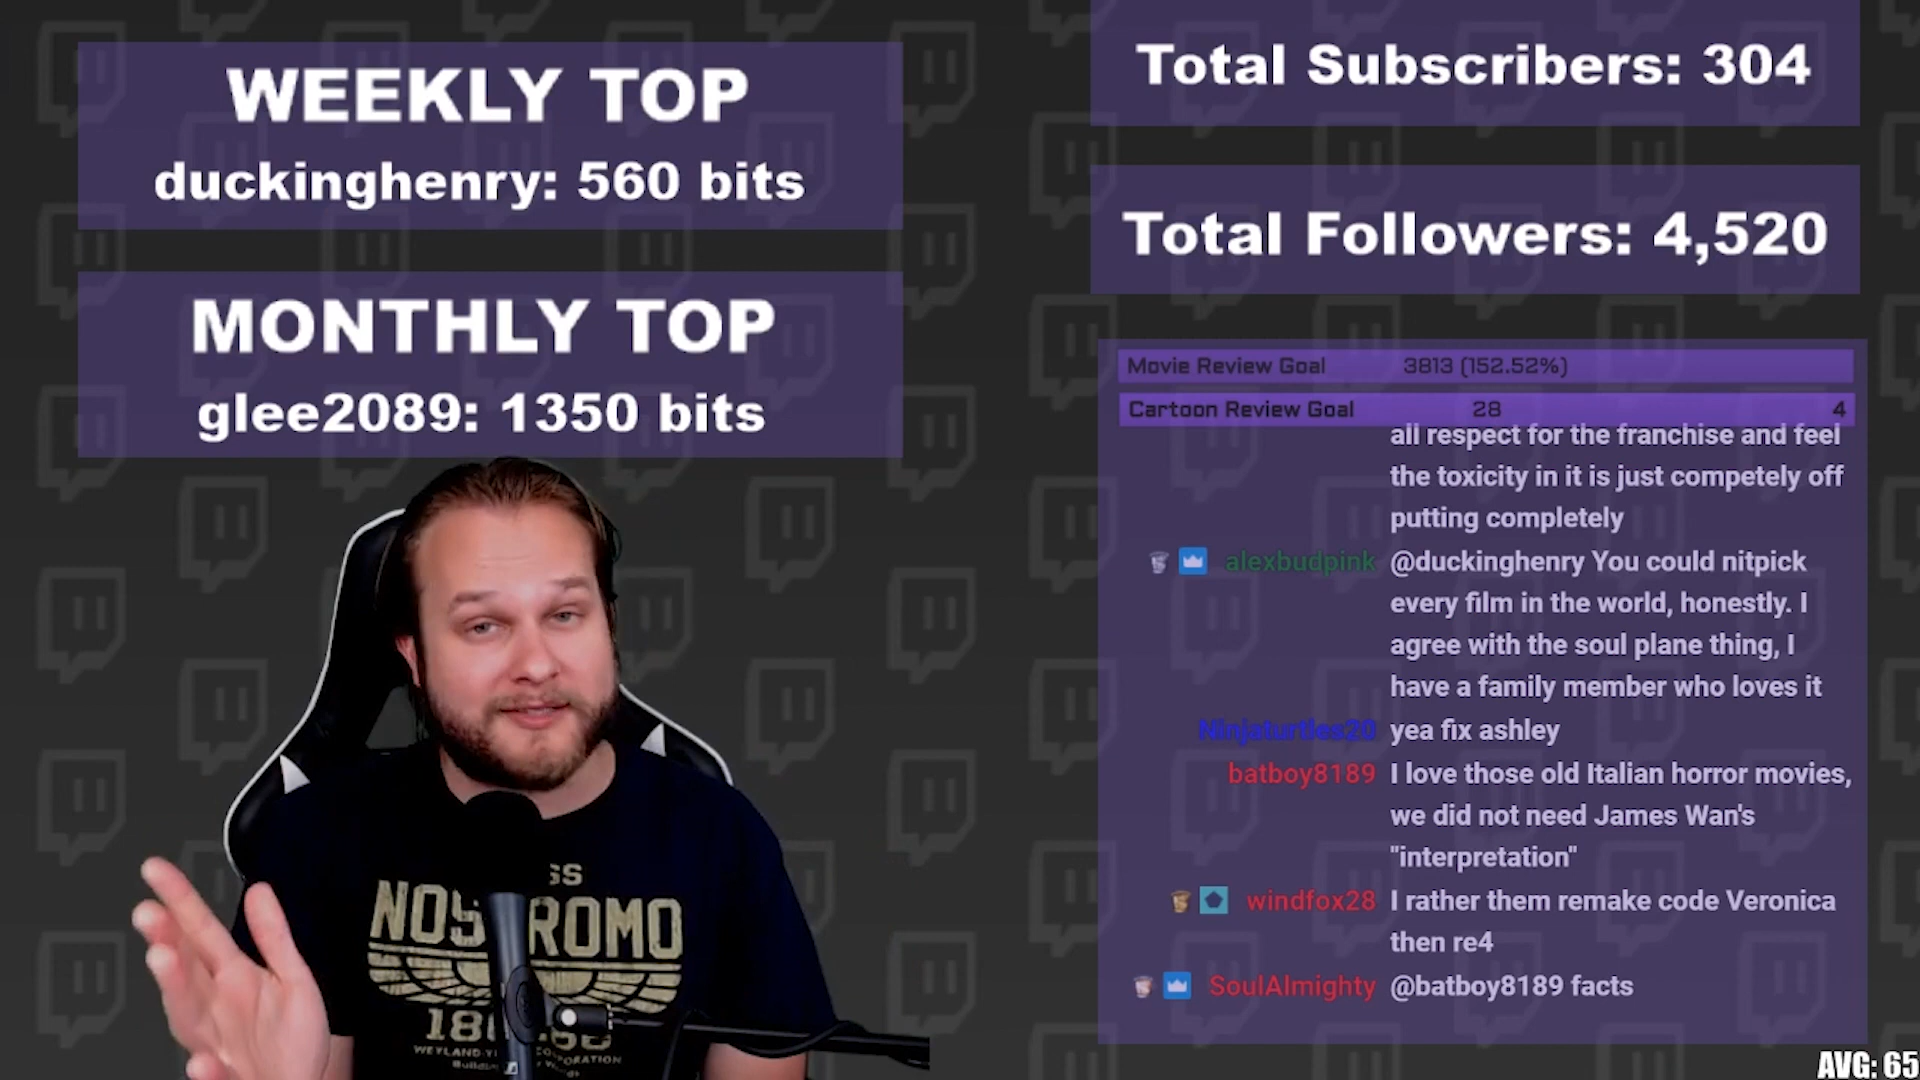 WEEKLY TOP
duckinghenry: 560 bits
MONTHLY TOP
glee2089: 1350 bits
Total Subscribers: 304
Total Followers: 4,520
Movie Review Goal 3813 (152.52%)
Cartoon Review Goal 28 4
all respect for the franchise and feel
the toxicity in it is just competely off
putting completely
alexbudpink @duckinghenry You could nitpick
every film in the world, honestly. I
agree with the soul plane thing, I
have a family member who loves it
Ninjaturtles20 yea fix ashley
batboy8189 I love those old Italian horror movies,
we did not need James Wan's
"interpretation"
windfox28 I rather them remake code Veronica
then re4
SoulAlmighty @batboy8189 facts
AVG: 65